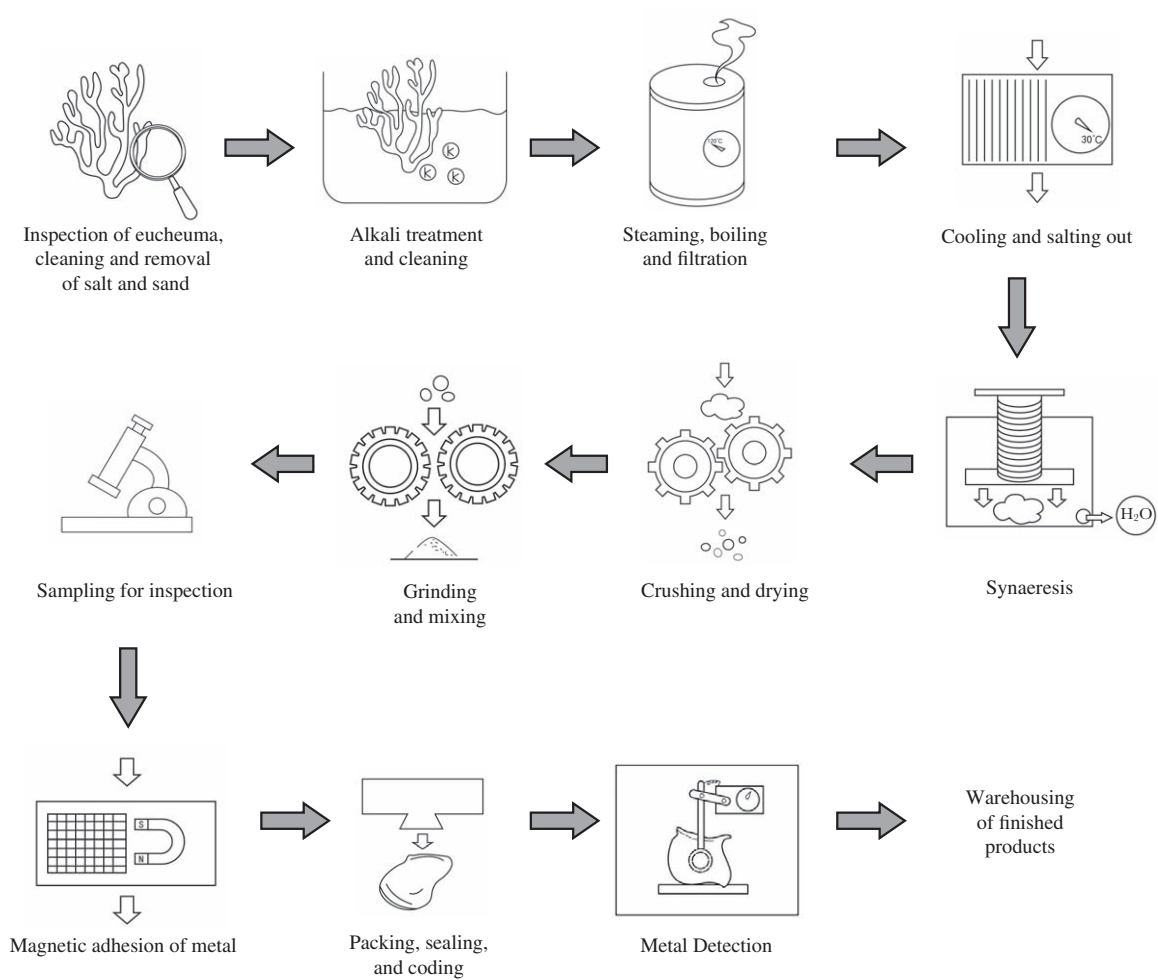 K
K
K
120°C
30°C
Inspection of eucheuma,
cleaning and removal
of salt and sand
Alkali treatment
and cleaning
Steaming, boiling
and filtration
Cooling and salting out
H₂O
Sampling for inspection
Grinding
and mixing
Crushing and drying
Synaeresis
S
N
Warehousing
of finished
products
Magnetic adhesion of metal
Packing, sealing,
and coding
Metal Detection